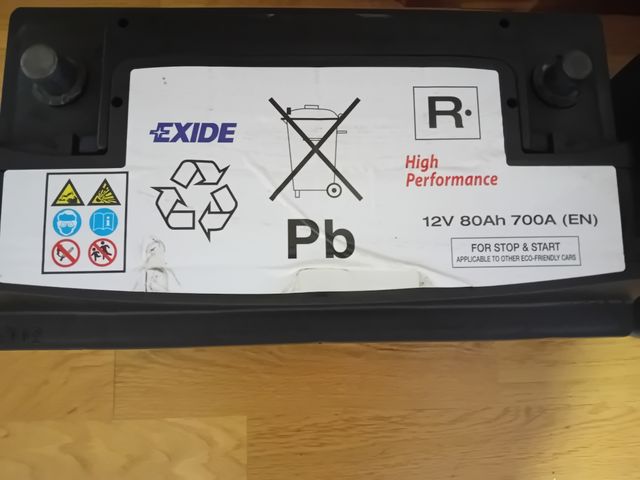 EXIDE
R.
High
Performance
Pb
12V 80Ah 700A (EN)
FOR STOP & START
APPLICABLE TO OTHER ECO-FRIENDLY CARS